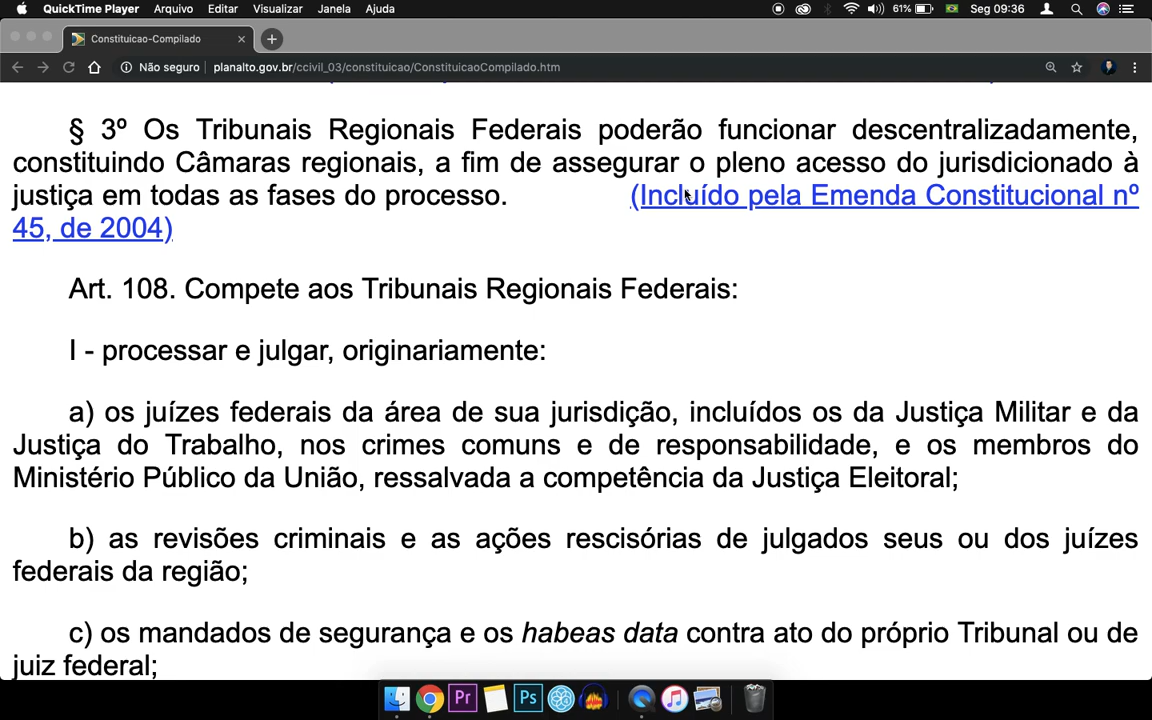 QuickTime Player Arquivo Editar Visualizar Janela Ajuda 61% Seg 09:36
Constituicao-Compilado
Não seguro planalto.gov.br/ccivil_03/constituicao/ConstituicaoCompilado.htm
§ 3º Os Tribunais Regionais Federais poderão funcionar descentralizadamente,
constituindo Câmaras regionais, a fim de assegurar o pleno acesso do jurisdicionado à
justiça em todas as fases do processo. (Incluído pela Emenda Constitucional nº
45, de 2004)
Art. 108. Compete aos Tribunais Regionais Federais:
I - processar e julgar, originariamente:
a) os juízes federais da área de sua jurisdição, incluídos os da Justiça Militar e da
Justiça do Trabalho, nos crimes comuns e de responsabilidade, e os membros do
Ministério Público da União, ressalvada a competência da Justiça Eleitoral;
b) as revisões criminais e as ações rescisórias de julgados seus ou dos juízes
federais da região;
c) os mandados de segurança e os habeas data contra ato do próprio Tribunal ou de
juiz federal;
Pr Ps